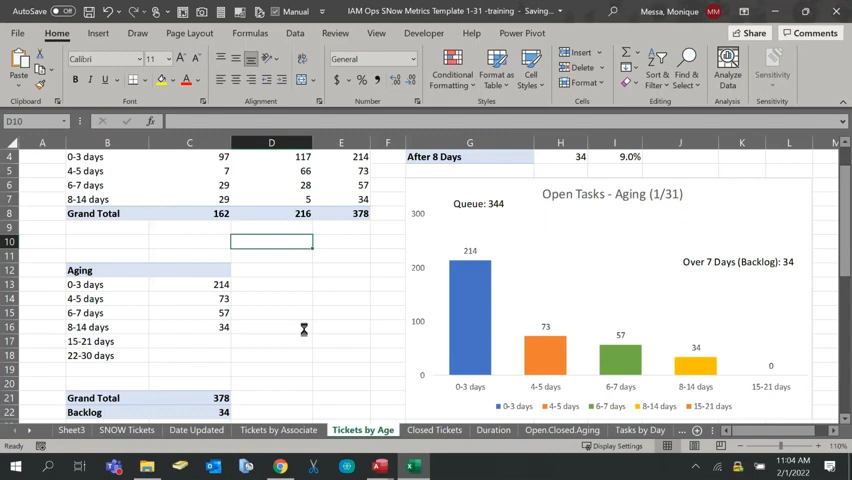 AutoSave Off Manual IAM Ops SNow Metrics Template 1-31 -training - Saving... Messa, Monique MM
File Home Insert Draw Page Layout Formulas Data Review View Developer Help Power Pivot Share Comments
Calibri 11 General Insert
Paste B I U $ % Conditional Formatting Format as Table Cell Styles Delete Sort & Filter Find & Select Analyze Data Sensitivity
Format
Clipboard Font Alignment Number Styles Cells Editing Analysis Sensitivity
D10 fx
A B C D E F G H I J K L M
4 0-3 days 97 117 214 After 8 Days 34 9.0%
5 4-5 days 7 66 73
6 6-7 days 29 28 57
7 8-14 days 29 5 34
8 Grand Total 162 216 378
9
10
11
12 Aging
13 0-3 days 214
14 4-5 days 73
15 6-7 days 57
16 8-14 days 34
17 15-21 days
18 22-30 days
19
20
21 Grand Total 378
22 Backlog 34
Open Tasks - Aging (1/31)
Queue: 344
Over 7 Days (Backlog): 34
300
200
100
0
214 73 57 34 0
0-3 days 4-5 days 6-7 days 8-14 days 15-21 days
0-3 days 4-5 days 6-7 days 8-14 days 15-21 days
Sheet3 SNOW Tickets Date Updated Tickets by Associate Tickets by Age Closed Tickets Duration Open.Closed.Aging Tasks by Day ...
Ready Display Settings 110%
11:04 AM
2/1/2022